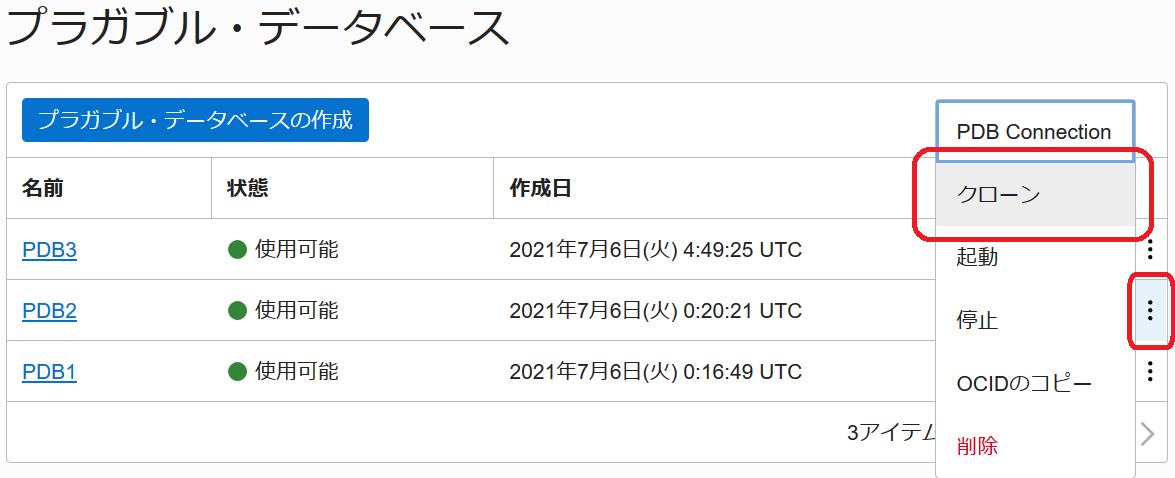 プラガブル・データベース
プラガブル・データベースの作成
名前 状態 作成日
PDB3 使用可能 2021年7月6日(火) 4:49:25 UTC
PDB2 使用可能 2021年7月6日(火) 0:20:21 UTC
PDB1 使用可能 2021年7月6日(火) 0:16:49 UTC
3アイテム
PDB Connection
クローン
起動
停止
OCIDのコピー
削除